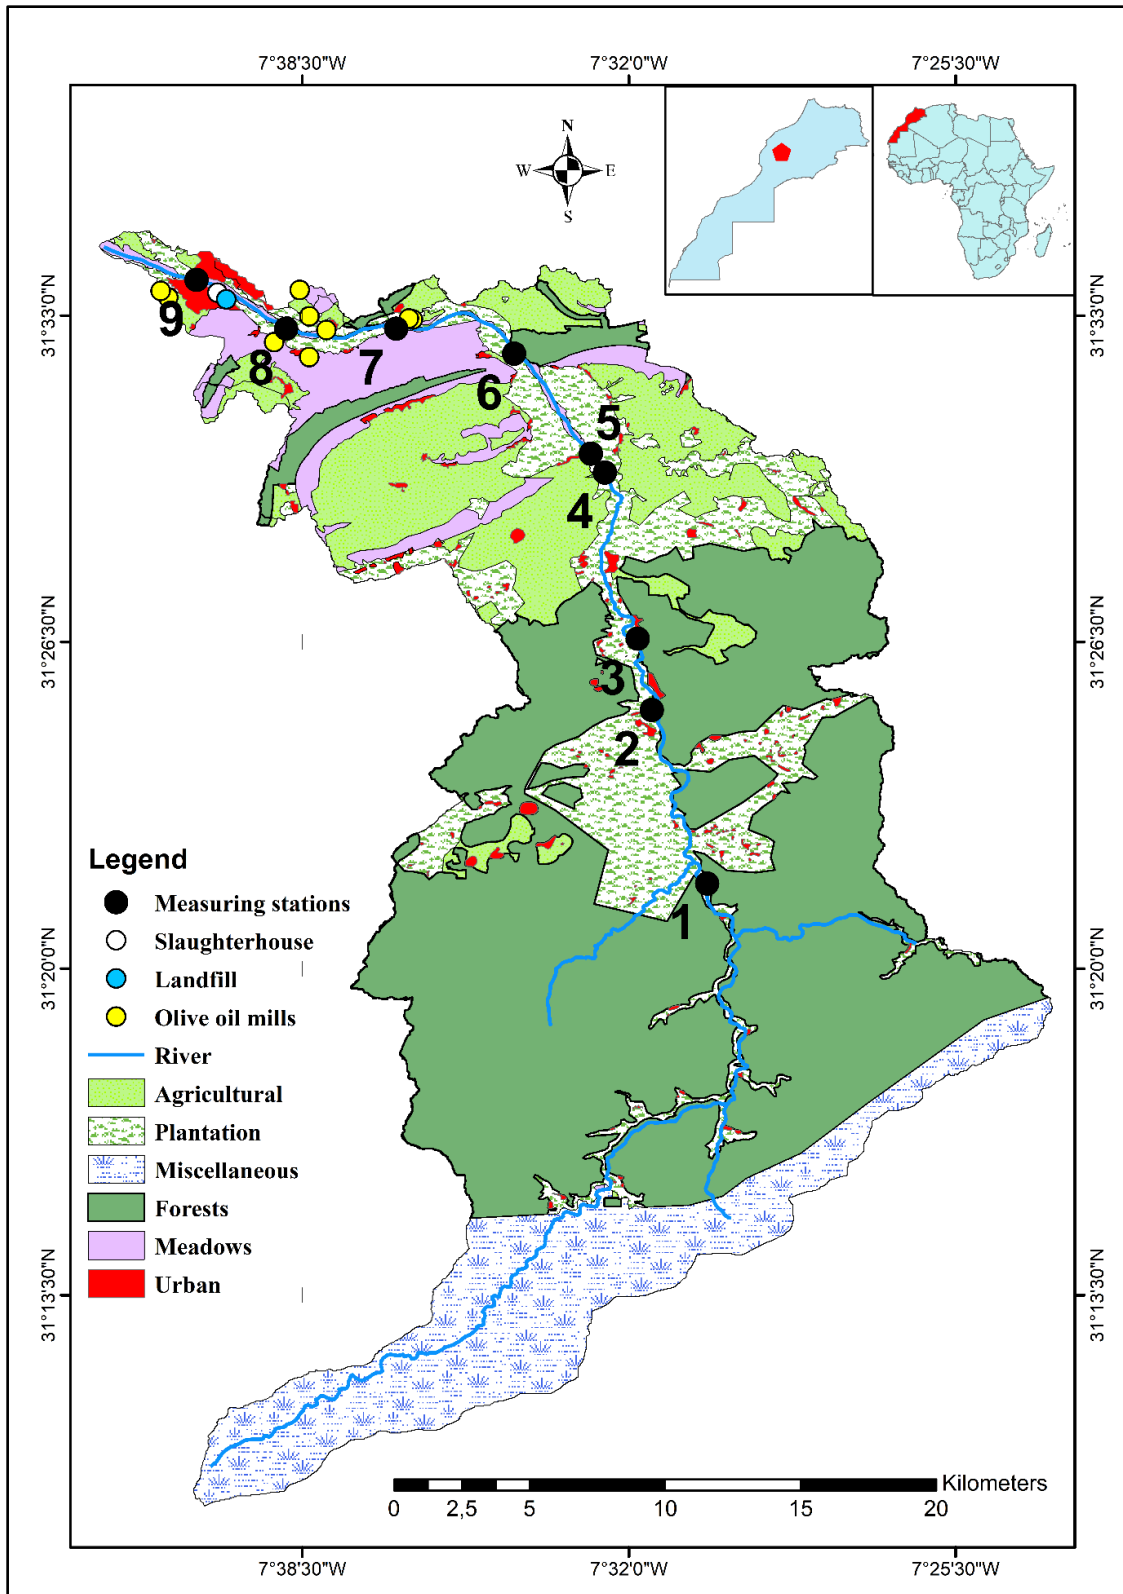 7°38'30"W 7°32'0"W 7°25'30"W
N
W E
S
31°33'0"N 31°33'0"N
9
8
7
6
5
4
31°26'30"N 31°26'30"N
3
2
1
31°20'0"N 31°20'0"N
Legend
Measuring stations
Slaughterhouse
Landfill
Olive oil mills
River
Agricultural
Plantation
Miscellaneous
Forests
Meadows
Urban
31°13'30"N 31°13'30"N
Kilometers
0 2,5 5 10 15 20
7°38'30"W 7°32'0"W 7°25'30"W